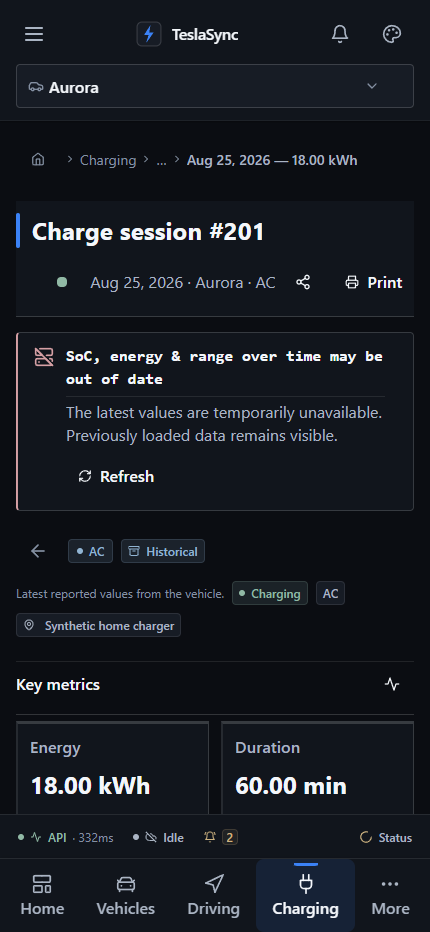 TeslaSync
Aurora
Charging
...
Aug 25, 2026 — 18.00 kWh
Charge session #201
Aug 25, 2026 · Aurora · AC
Print
SoC, energy & range over time may be
out of date
The latest values are temporarily unavailable.
Previously loaded data remains visible.
Refresh
AC
Historical
Latest reported values from the vehicle.
Charging
AC
Synthetic home charger
Key metrics
Energy
Duration
18.00 kWh
60.00 min
API · 332ms
Idle
2
Status
Home
Vehicles
Driving
Charging
More